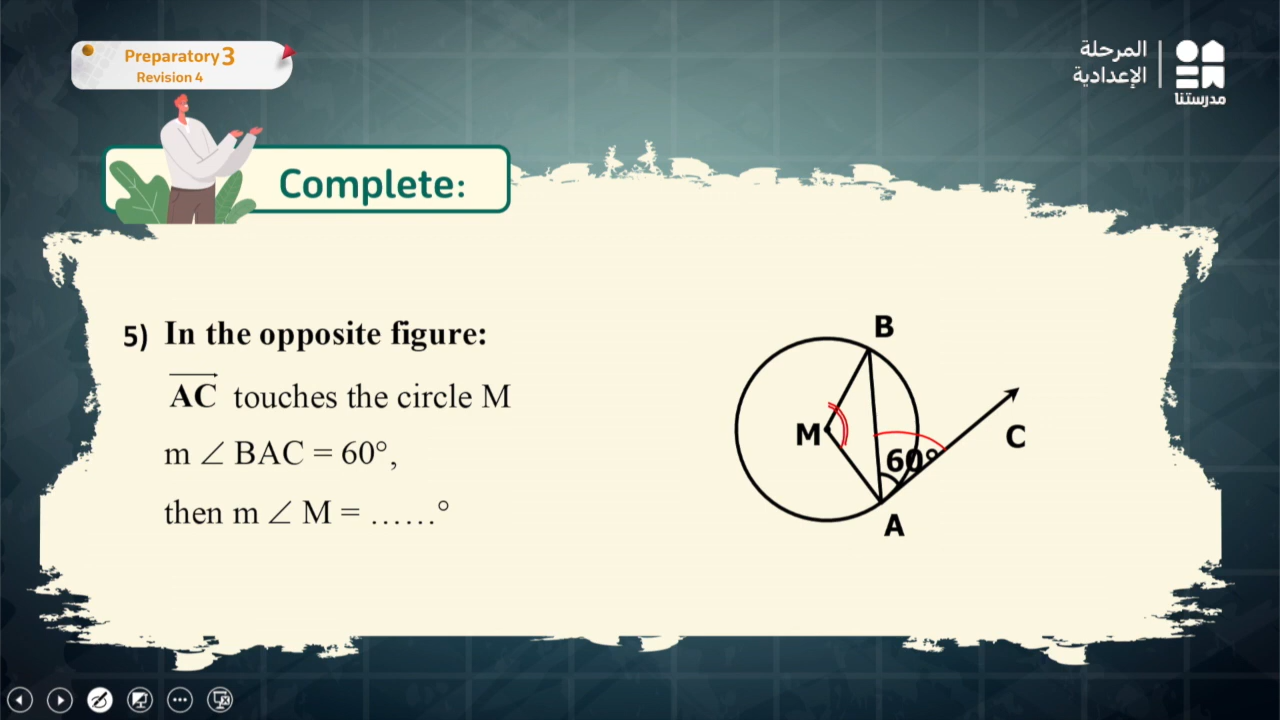 Preparatory 3
Revision 4
المرحلة
الإعدادية
مدرستنا
Complete:
5) In the opposite figure:
AC touches the circle M
m ∠ BAC = 60°,
then m ∠ M = ……°
B
M
60°
C
A